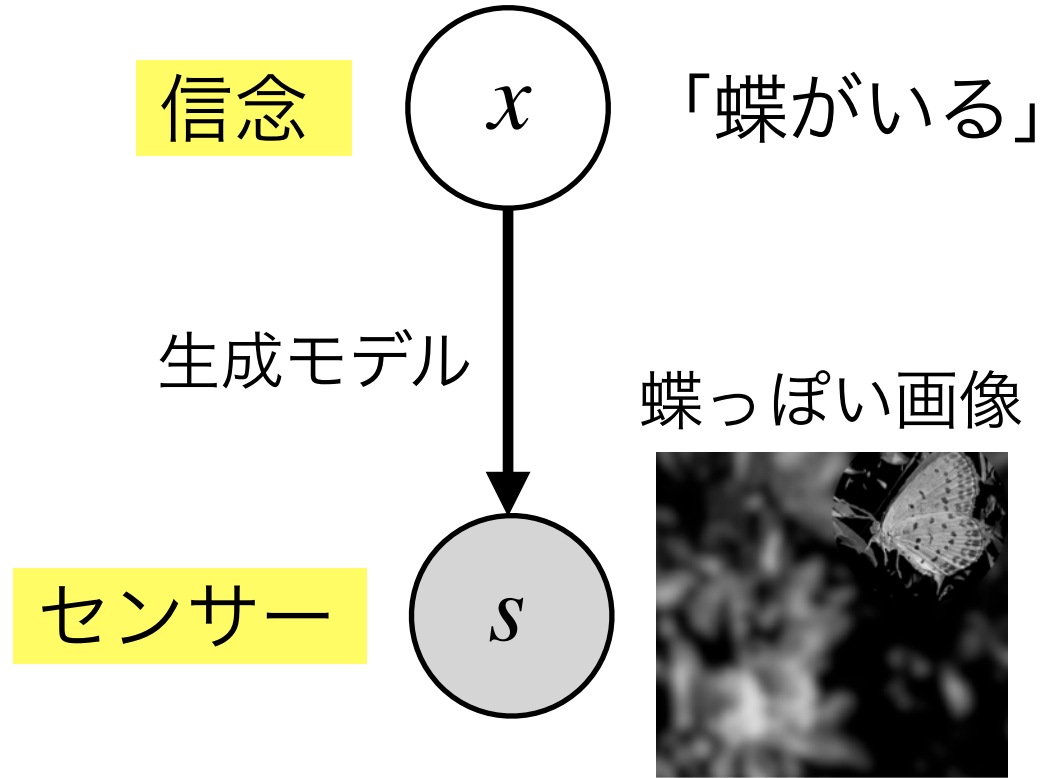 信念
x
「蝶がいる」
生成モデル
蝶っぽい画像
センサー
s